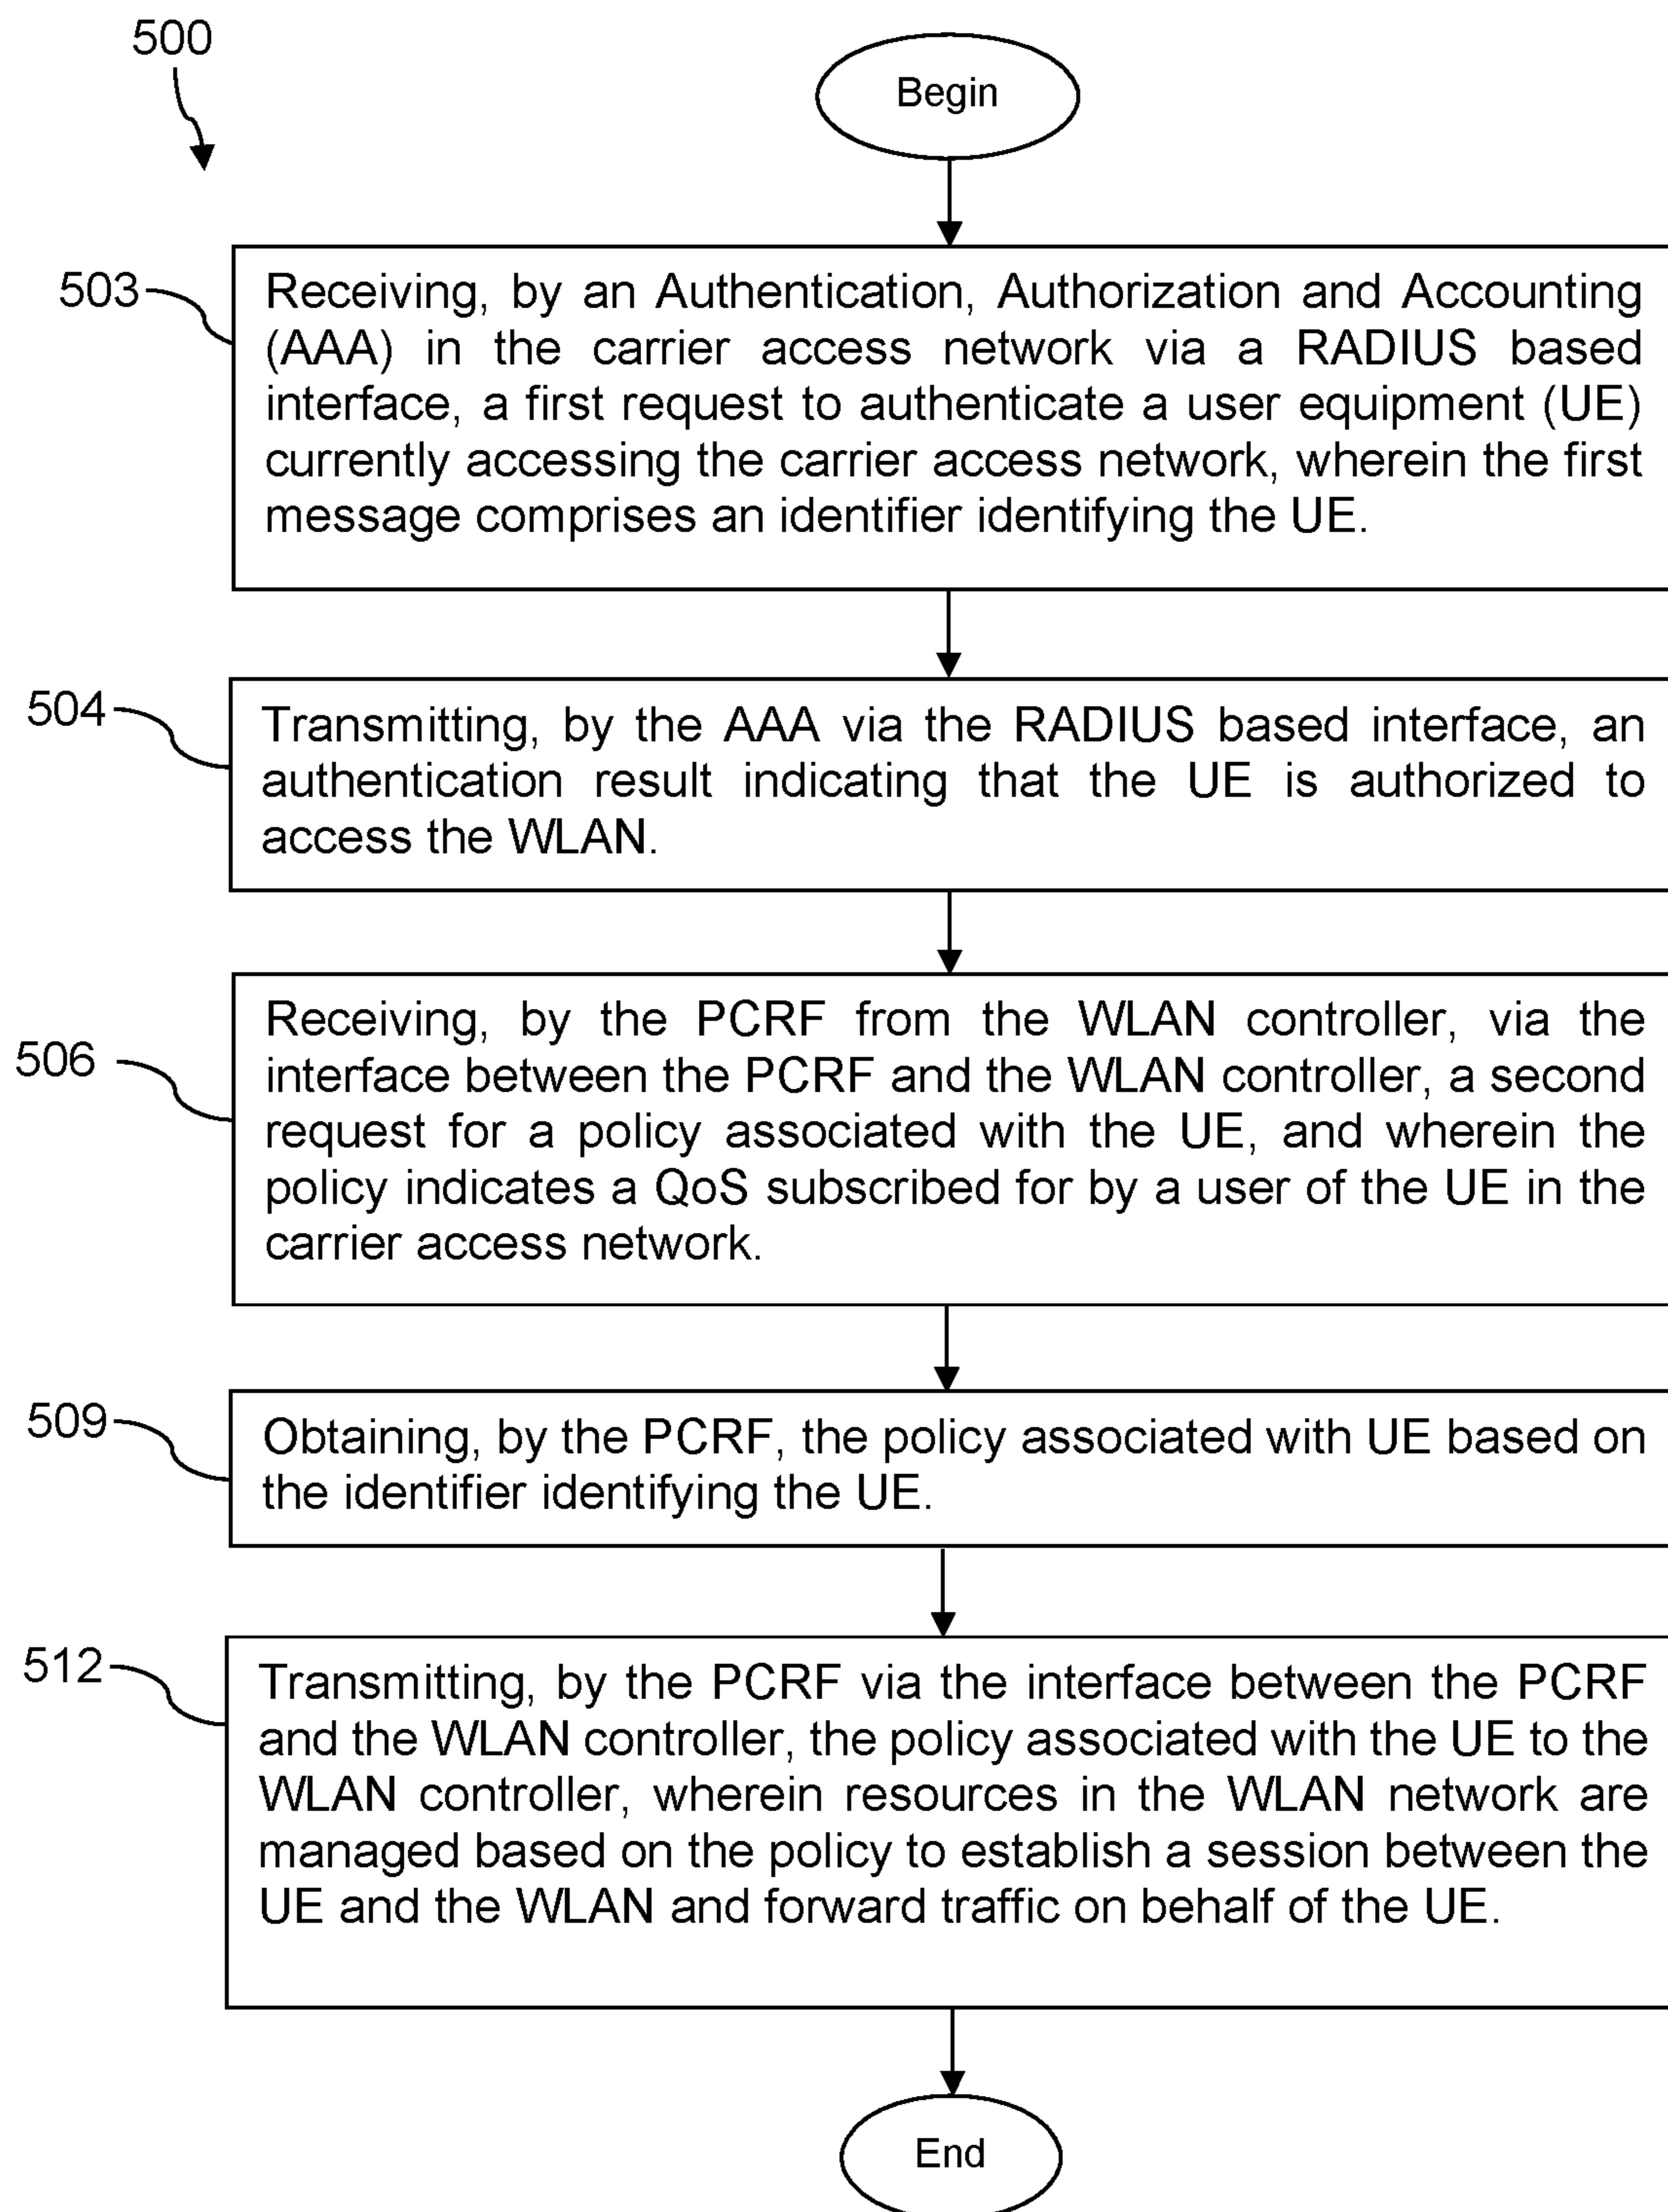 500
Begin
503
Receiving, by an Authentication, Authorization and Accounting
(AAA) in the carrier access network via a RADIUS based
interface, a first request to authenticate a user equipment (UE)
currently accessing the carrier access network, wherein the first
message comprises an identifier identifying the UE.
504
Transmitting, by the AAA via the RADIUS based interface, an
authentication result indicating that the UE is authorized to
access the WLAN.
506
Receiving, by the PCRF from the WLAN controller, via the
interface between the PCRF and the WLAN controller, a second
request for a policy associated with the UE, and wherein the
policy indicates a QoS subscribed for by a user of the UE in the
carrier access network.
509
Obtaining, by the PCRF, the policy associated with UE based on
the identifier identifying the UE.
512
Transmitting, by the PCRF via the interface between the PCRF
and the WLAN controller, the policy associated with the UE to the
WLAN controller, wherein resources in the WLAN network are
managed based on the policy to establish a session between the
UE and the WLAN and forward traffic on behalf of the UE.
End